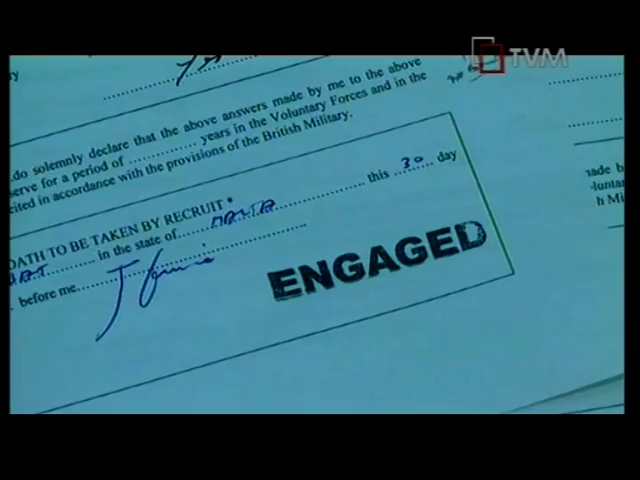 TVM
do solemnly declare that the above answers made by me to the above
serve for a period of .............. years in the Voluntary Forces and in the
cited in accordance with the provisions of the British Military.
OATH TO BE TAKEN BY RECRUIT *
in the state of MALTA this 30 day
before me
ENGAGED
made b
luntar
h Mi